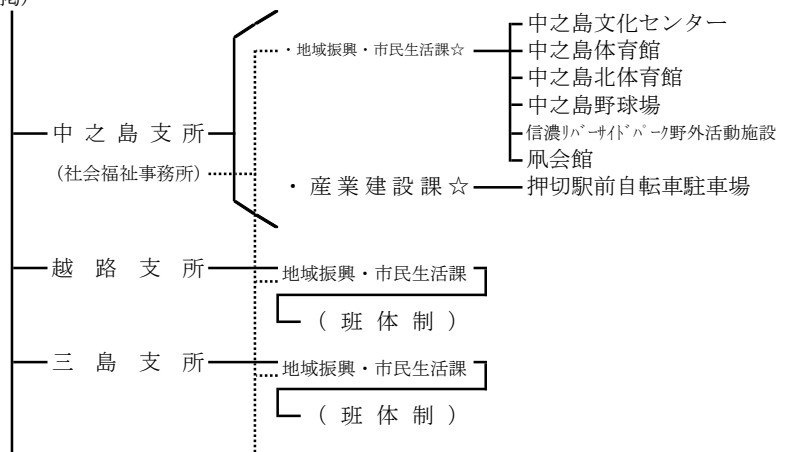 中之島文化センター
・地域振興・市民生活課☆ 中之島体育館
中之島北体育館
中之島野球場
中之島支所 信濃ﾘﾊﾞｰｻｲﾄﾞﾊﾟｰｸ野外活動施設
凧会館
(社会福祉事務所)
・産業建設課☆ 押切駅前自転車駐車場
越路支所 地域振興・市民生活課
(班体制)
三島支所 地域振興・市民生活課
(班体制)